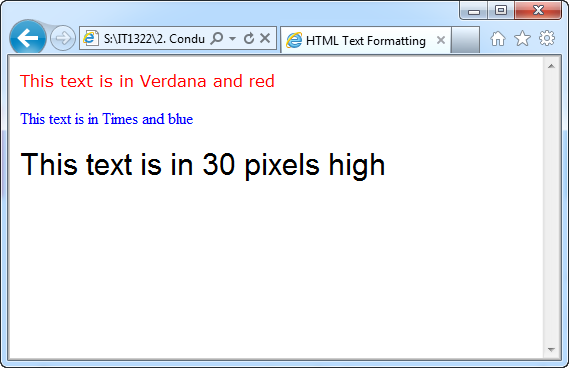 S:\IT1322\2. Condu
HTML Text Formatting
This text is in Verdana and red
This text is in Times and blue
This text is in 30 pixels high